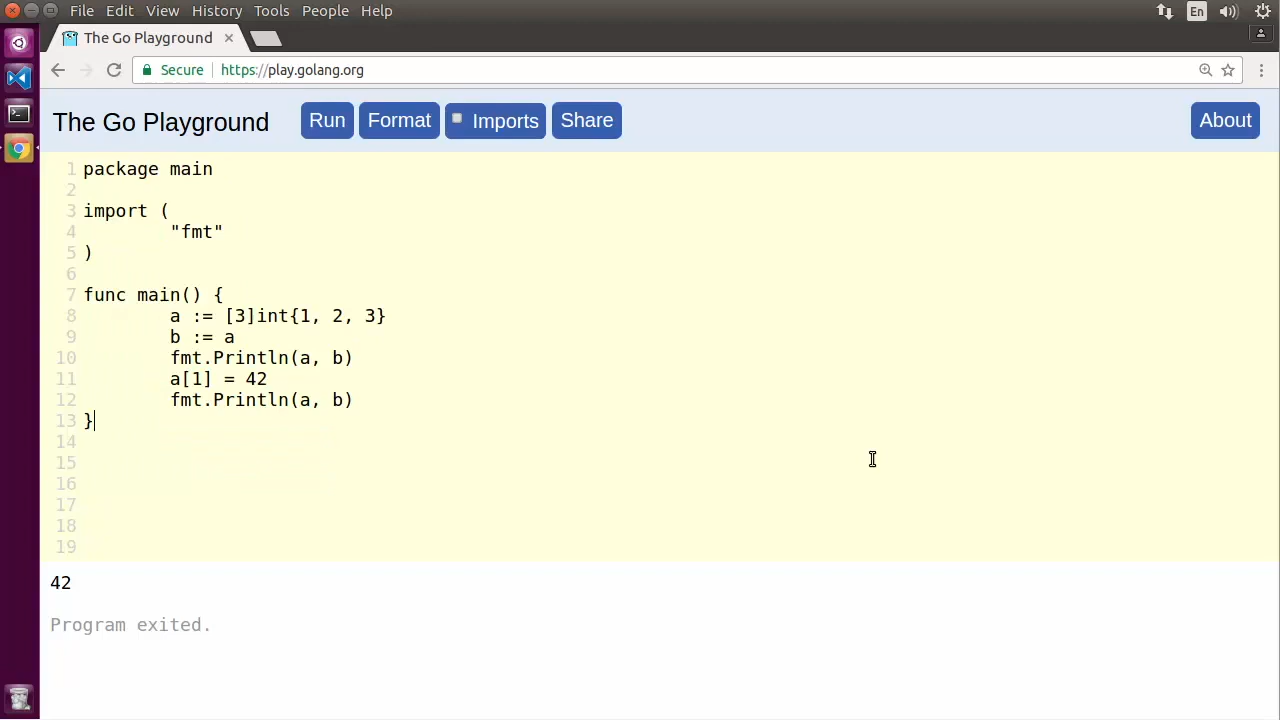 File Edit View History Tools People Help
En
The Go Playground
Secure https://play.golang.org
The Go Playground Run Format Imports Share About
1 package main
2
3 import (
4 "fmt"
5 )
6
7 func main() {
8 a := [3]int{1, 2, 3}
9 b := a
10 fmt.Println(a, b)
11 a[1] = 42
12 fmt.Println(a, b)
13 }
14
15
16
17
18
19
42
Program exited.